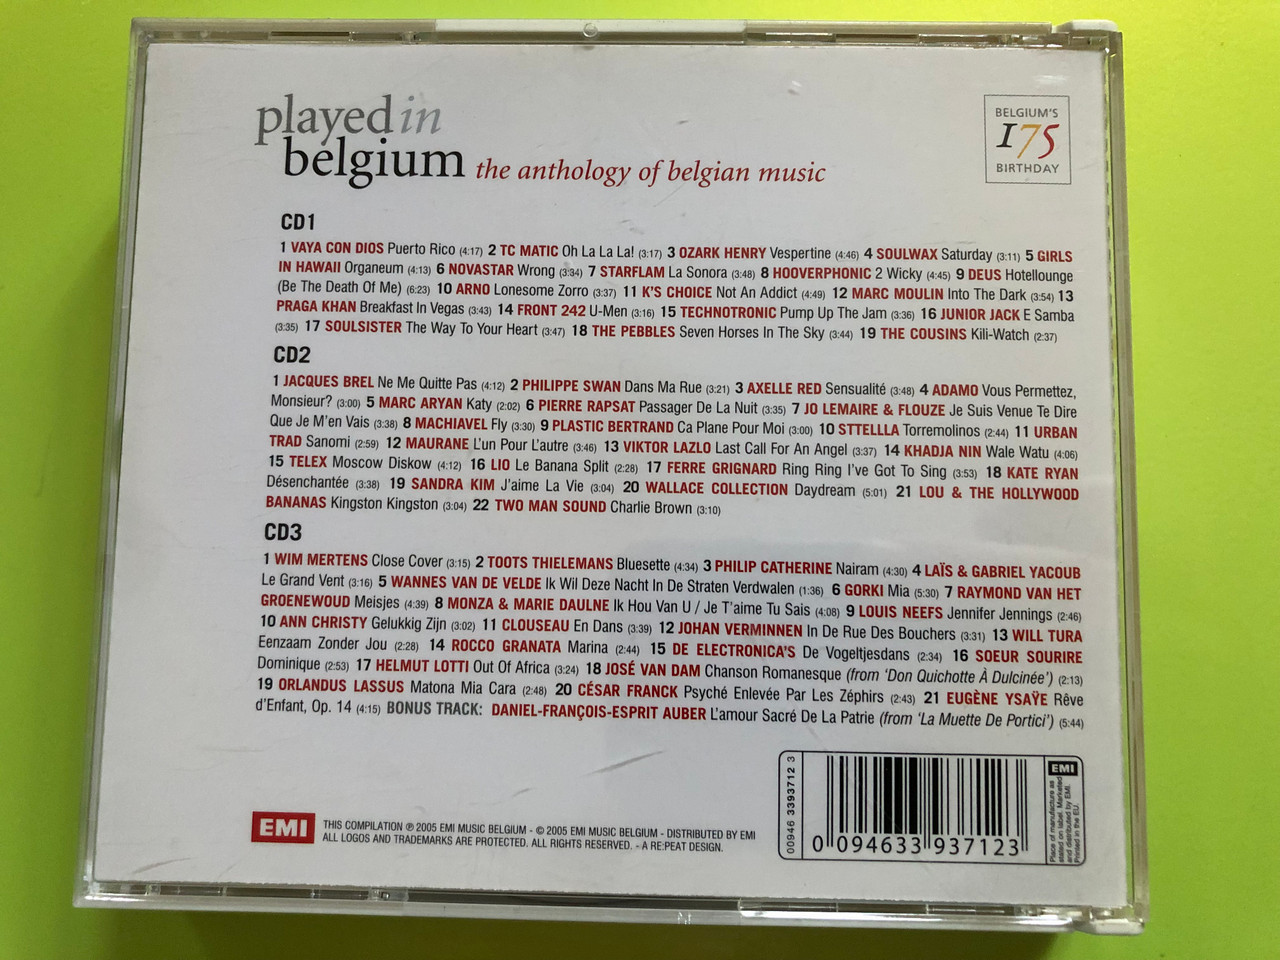 played in
belgium the anthology of belgian music
BELGIUM'S
175
BIRTHDAY
CD1
1 VAYA CON DIOS Puerto Rico (4:17) 2 TC MATIC Oh La La La! (3:17) 3 OZARK HENRY Vespertine (4:46) 4 SOULWAX Saturday (3:11) 5 GIRLS
IN HAWAII Organeum (4:13) 6 NOVASTAR Wrong (3:34) 7 STARFLAM La Sonora (3:48) 8 HOOVERPHONIC 2 Wicky (4:45) 9 DEUS Hotellounge
(Be The Death Of Me) (6:23) 10 ARNO Lonesome Zorro (3:37) 11 K'S CHOICE Not An Addict (4:49) 12 MARC MOULIN Into The Dark (3:54) 13
PRAGA KHAN Breakfast In Vegas (3:43) 14 FRONT 242 U-Men (3:16) 15 TECHNOTRONIC Pump Up The Jam (3:36) 16 JUNIOR JACK E Samba
(3:35) 17 SOULSISTER The Way To Your Heart (3:47) 18 THE PEBBLES Seven Horses In The Sky (3:44) 19 THE COUSINS Kili-Watch (2:37)
CD2
1 JACQUES BREL Ne Me Quitte Pas (4:12) 2 PHILIPPE SWAN Dans Ma Rue (3:21) 3 AXELLE RED Sensualité (3:48) 4 ADAMO Vous Permettez,
Monsieur? (3:00) 5 MARC ARYAN Katy (2:02) 6 PIERRE RAPSAT Passager De La Nuit (3:35) 7 JO LEMAIRE & FLOUZE Je Suis Venue Te Dire
Que Je M'en Vais (3:38) 8 MACHIAVEL Fly (3:30) 9 PLASTIC BERTRAND Ca Plane Pour Moi (3:00) 10 STTELLLA Torremolinos (2:44) 11 URBAN
TRAD Sanomi (2:59) 12 MAURANE L'un Pour L'autre (3:46) 13 VIKTOR LAZLO Last Call For An Angel (3:37) 14 KHADJA NIN Wale Watu (4:06)
15 TELEX Moscow Diskow (4:12) 16 LIO Le Banana Split (2:28) 17 FERRE GRIGNARD Ring Ring I've Got To Sing (3:53) 18 KATE RYAN
Désenchantée (3:38) 19 SANDRA KIM J'aime La Vie (3:04) 20 WALLACE COLLECTION Daydream (5:01) 21 LOU & THE HOLLYWOOD
BANANAS Kingston Kingston (3:04) 22 TWO MAN SOUND Charlie Brown (3:10)
CD3
1 WIM MERTENS Close Cover (3:15) 2 TOOTS THIELEMANS Bluesette (4:34) 3 PHILIP CATHERINE Nairam (4:30) 4 LAÏS & GABRIEL YACOUB
Le Grand Vent (3:16) 5 WANNES VAN DE VELDE Ik Wil Deze Nacht In De Straten Verdwalen (1:36) 6 GORKI Mia (5:30) 7 RAYMOND VAN HET
GROENEWOUD Meisjes (4:39) 8 MONZA & MARIE DAULNE Ik Hou Van U / Je T'aime Tu Sais (4:08) 9 LOUIS NEEFS Jennifer Jennings (2:46)
10 ANN CHRISTY Gelukkig Zijn (3:02) 11 CLOUSEAU En Dans (3:39) 12 JOHAN VERMINNEN In De Rue Des Bouchers (3:31) 13 WILL TURA
Eenzaam Zonder Jou (2:28) 14 ROCCO GRANATA Marina (2:44) 15 DE ELECTRONICA'S De Vogeltjesdans (2:34) 16 SOEUR SOURIRE
Dominique (2:53) 17 HELMUT LOTTI Out Of Africa (3:24) 18 JOSÉ VAN DAM Chanson Romanesque (from 'Don Quichotte À Dulcinée') (2:13)
19 ORLANDUS LASSUS Matona Mia Cara (2:48) 20 CÉSAR FRANCK Psyché Enlevée Par Les Zéphirs (2:43) 21 EUGÈNE YSAŸE Rêve
d'Enfant, Op. 14 (4:15) BONUS TRACK: DANIEL-FRANÇOIS-ESPRIT AUBER L'amour Sacré De La Patrie (from 'La Muette De Portici') (5:44)
EMI
THIS COMPILATION ℗ 2005 EMI MUSIC BELGIUM - © 2005 EMI MUSIC BELGIUM - DISTRIBUTED BY EMI
ALL LOGOS AND TRADEMARKS ARE PROTECTED. ALL RIGHTS RESERVED. - A RE:PEAT DESIGN.
00946 3393712 3
0 094633 937123
EMI
Place of manufacture as
stated on label. Marketed
and distributed by EMI.
Printed in the EU.